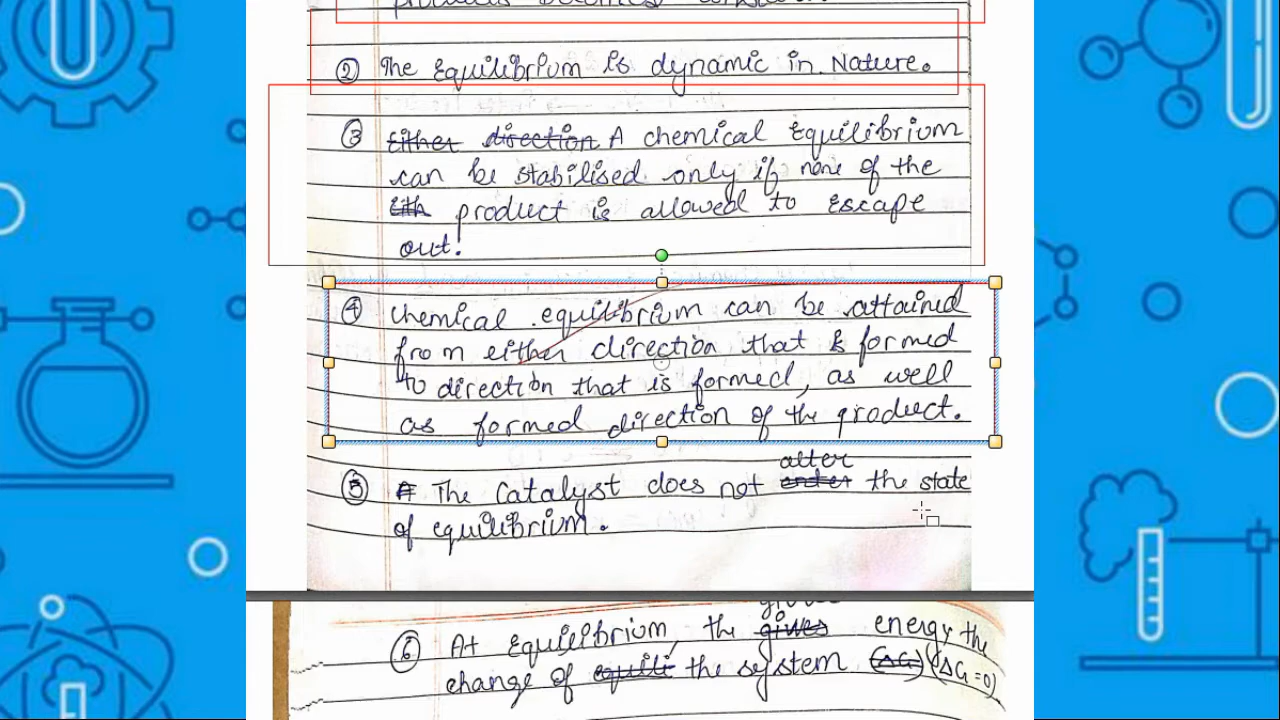 ② The Equilibrium is dynamic in Nature.
③ Either direction A chemical Equilibrium
can be stabilised only if none of the
Eith product is allowed to Escape
out.
④ Chemical equilibrium can be attained
from either direction that is formed
to direction that is formed, as well
as formed direction of the product.
alter
⑤ The Catalyst does not the state
of equilibrium.
⑥ At Equilibrium, the gives energy the
change of equili the system (ΔG) (ΔG=0)